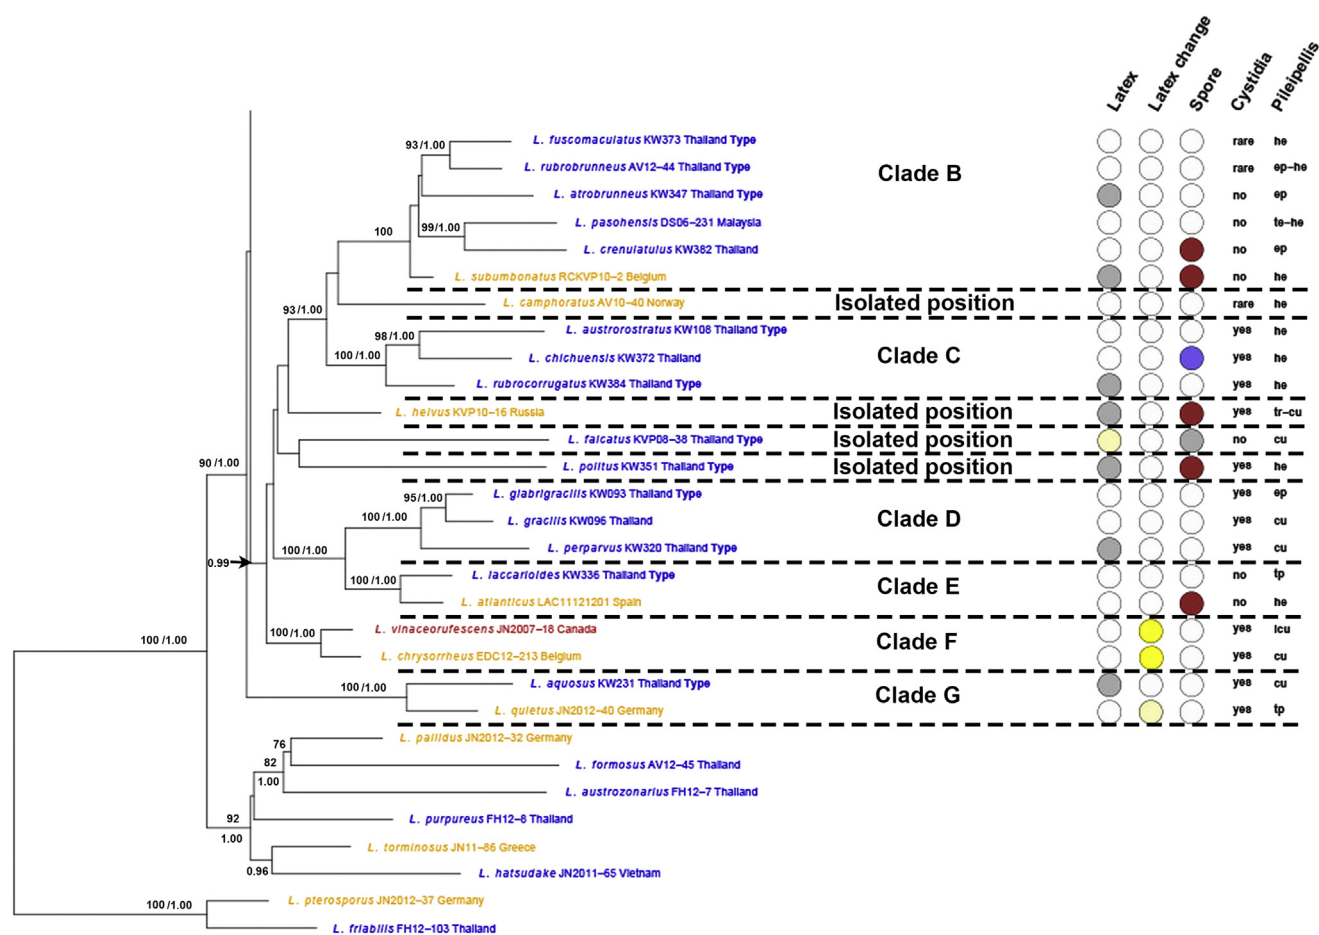 Latex
Latex change
Spore
Cystidia
Pileipellis
93/1.00
L. fuscomaculatus KW373 Thailand Type
rare
he
L. rubrobrunneus AV12–44 Thailand Type
Clade B
rare
ep–he
L. atrobrunneus KW347 Thailand Type
no
ep
100
99/1.00
L. pasohensis DS06–231 Malaysia
no
te–he
L. crenulatulus KW382 Thailand
no
ep
L. subumbonatus RCKVP10–2 Belgium
no
he
93/1.00
L. camphoratus AV10–40 Norway
Isolated position
rare
he
98/1.00
L. austrorostratus KW108 Thailand Type
yes
he
100/1.00
L. chichuensis KW372 Thailand
Clade C
yes
he
L. rubrocorrugatus KW384 Thailand Type
yes
he
L. helvus KVP10–16 Russia
Isolated position
yes
tr–cu
L. falcatus KVP08–38 Thailand Type
Isolated position
no
cu
90/1.00
L. politus KW351 Thailand Type
Isolated position
yes
he
95/1.00
L. glabrigracilis KW093 Thailand Type
yes
ep
100/1.00
L. gracilis KW096 Thailand
Clade D
yes
cu
100/1.00
L. perparvus KW320 Thailand Type
yes
cu
0.99
100/1.00
L. laccarioides KW336 Thailand Type
Clade E
no
tp
L. atlanticus LAC11121201 Spain
no
he
100/1.00
100/1.00
L. vinaceorufescens JN2007–18 Canada
Clade F
yes
icu
L. chrysorrheus EDC12–213 Belgium
yes
cu
100/1.00
L. aquosus KW231 Thailand Type
Clade G
yes
cu
L. quietus JN2012–40 Germany
yes
tp
76
L. pallidus JN2012–32 Germany
82
L. formosus AV12–45 Thailand
1.00
L. austrozonarius FH12–7 Thailand
92
L. purpureus FH12–8 Thailand
1.00
L. torminosus JN11–86 Greece
0.96
L. hatsudake JN2011–65 Vietnam
100/1.00
L. pterosporus JN2012–37 Germany
L. friabilis FH12–103 Thailand